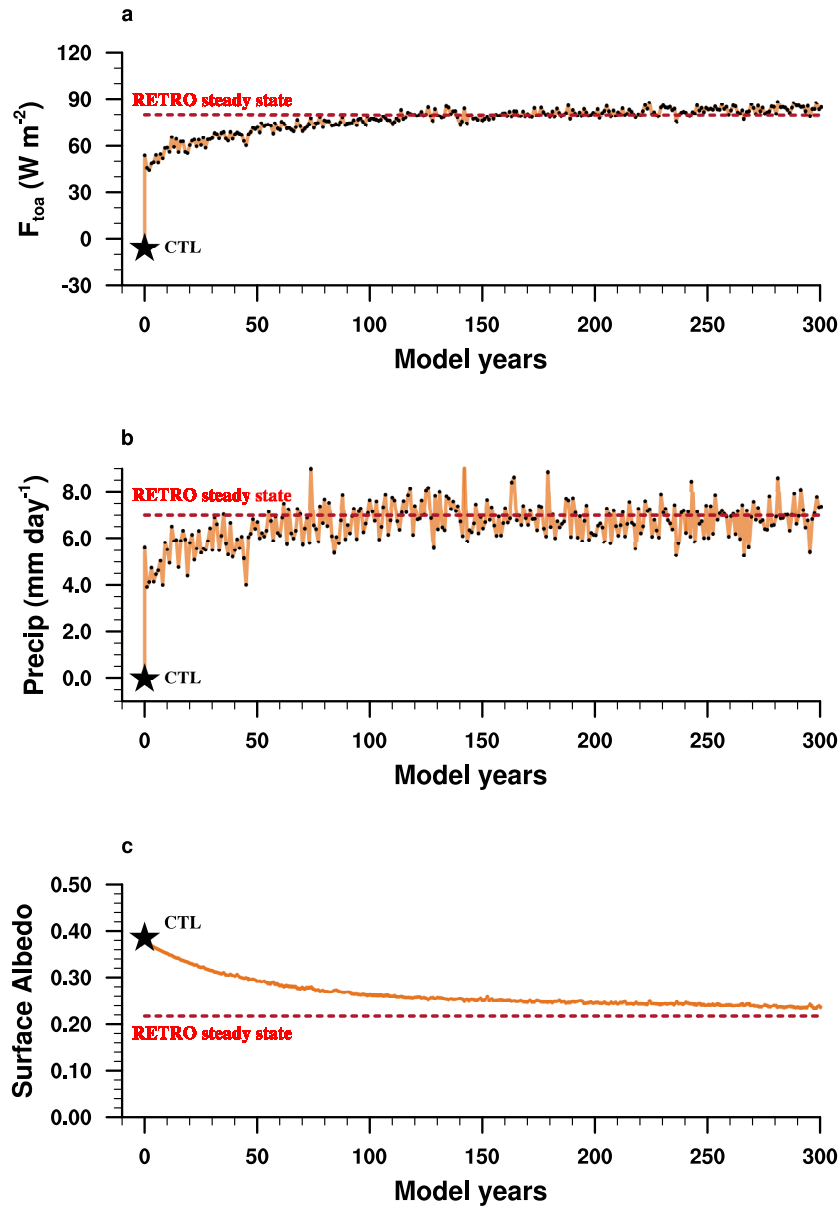 a
120
90
60
30
0
-30
F_toa (W m⁻²)
RETRO steady state
CTL
0 50 100 150 200 250 300
Model years
b
8.0
6.0
4.0
2.0
0.0
Precip (mm day⁻¹)
RETRO steady state
CTL
0 50 100 150 200 250 300
Model years
c
0.50
0.40
0.30
0.20
0.10
0.00
Surface Albedo
CTL
RETRO steady state
0 50 100 150 200 250 300
Model years